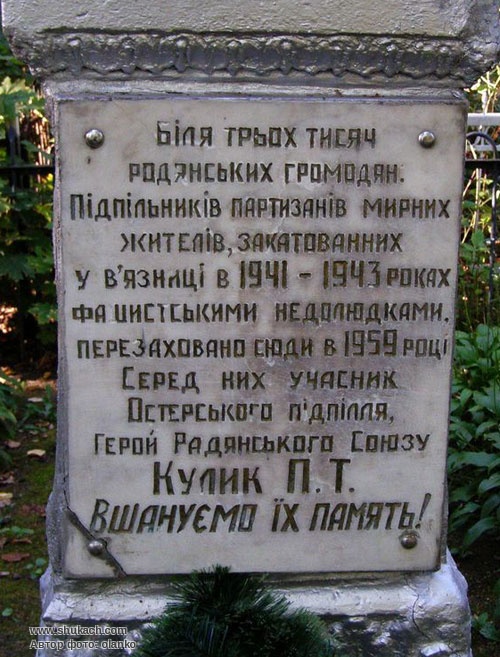 Біля трьох тисяч
родянських громодян.
Підпільників партизанів мирних
жителів, закатованних
у в'язниці в 1941 – 1943 роках
фашистськими недолюдками.
перезаховано сюди в 1959 році
Серед них учасник
Остерського підпілля,
Герой Радянського Союзу
Кулик П.Т.
Вшануємо їх память!
www.shukach.com
Автор фото: olanko